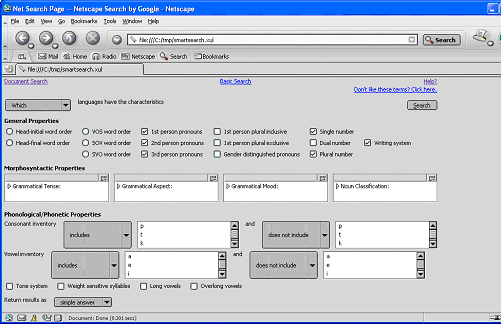 Net Search Page -- Netscape Search by Google - Netscape
File Edit View Go Bookmarks Tools Window Help
file:///C:/tmp/smartsearch.xul Search
Mail Home Radio Netscape Search Bookmarks
file:///C:/tmp/smartsearch.xul
Document Search Basic Search Help?
Don't like these terms? Click here.
Which languages have the characteristics Search
General Properties
Head-initial word order VOS word order 1st person pronouns 1st person plural inclusive Single number
Head-final word order SOV word order 2nd person pronouns 1st person plural exclusive Dual number Writing system
SVO word order 3rd person pronouns Gender distinguished pronouns Plural number
Morphosyntactic Properties
Grammatical Tense: Grammatical Aspect: Grammatical Mood: Noun Classification:
Phonological/Phonetic Properties
Consonant inventory includes p t k and does not include p t k
Vowel inventory includes a e i and does not include a e i
Tone system Weight sensitive syllables Long vowels Overlong vowels
Return results as simple answer
Document: Done (0.381 secs)